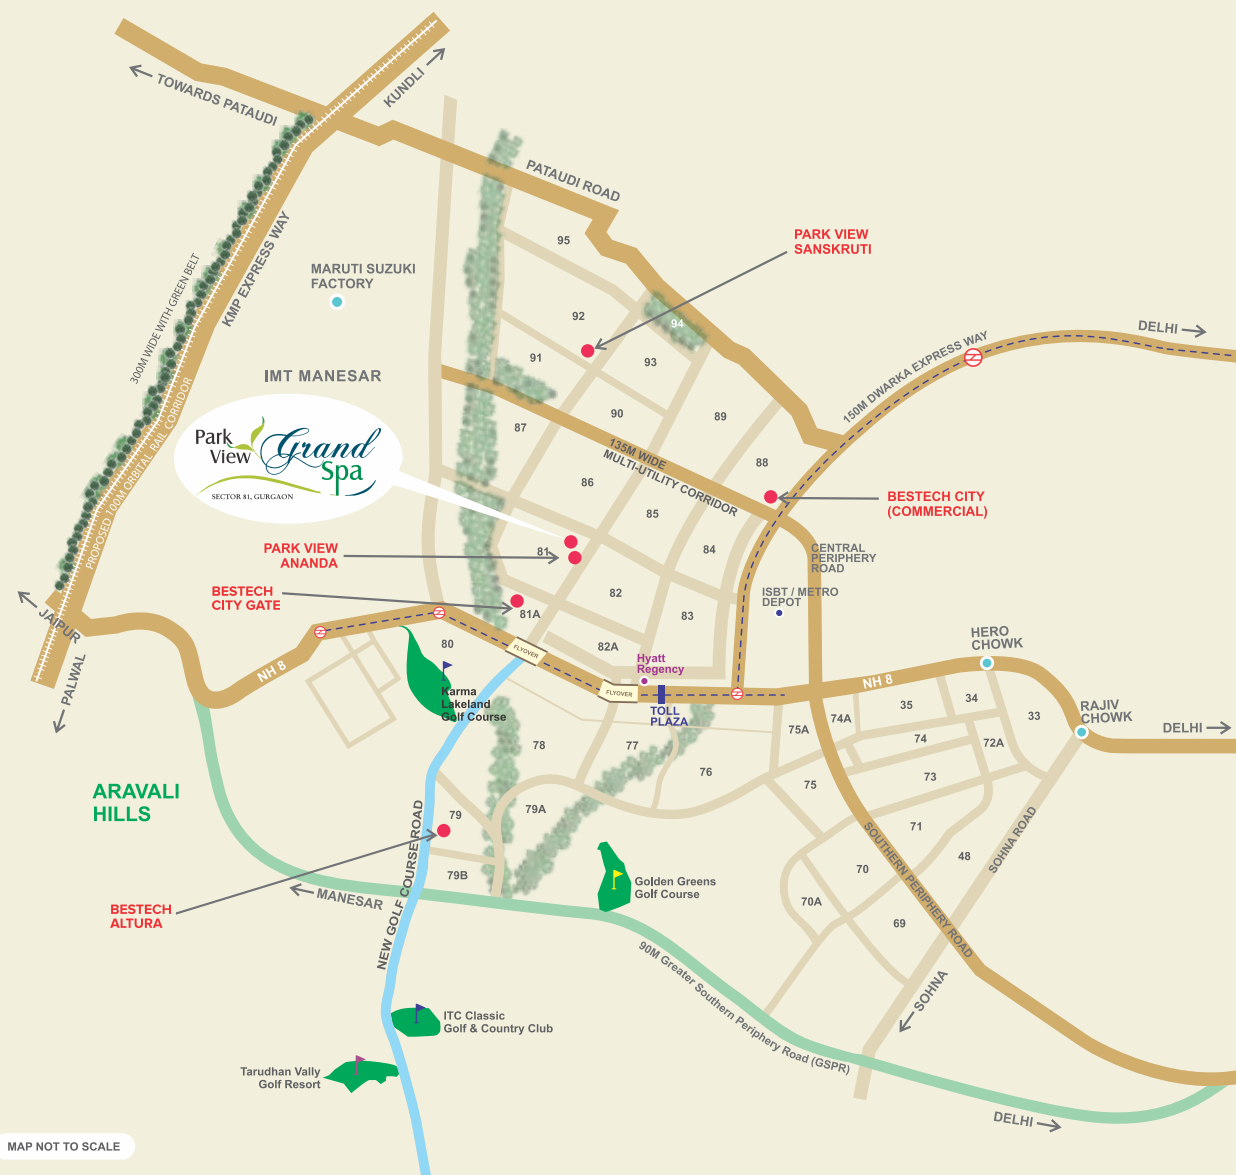 TOWARDS PATAUDI
KUNDLI
PATAUDI ROAD
300M WIDE WITH GREEN BELT
KMP EXPRESS WAY
PROPOSED 100M ORBITAL RAIL CORRIDOR
MARUTI SUZUKI
FACTORY
IMT MANESAR
95
92
94
91
93
90
89
87
88
86
85
84
PARK VIEW
SANSKRUTI
DELHI
150M DWARKA EXPRESS WAY
135M WIDE
MULTI-UTILITY CORRIDOR
Park
View
Grand
Spa
SECTOR 81, GURGAON
BESTECH CITY
(COMMERCIAL)
PARK VIEW
ANANDA
81
CENTRAL
PERIPHERY
ROAD
BESTECH
CITY GATE
81A
82
83
82A
80
ISBT / METRO
DEPOT
JAIPUR
PALWAL
NH 8
FLYOVER
FLYOVER
Hyatt
Regency
TOLL
PLAZA
HERO
CHOWK
NH 8
RAJIV
CHOWK
DELHI
Karma
Lakeland
Golf Course
35
34
33
74A
75A
74
72A
73
75
71
78
77
76
79
79A
79B
70
48
70A
69
ARAVALI
HILLS
NEW GOLF COURSE ROAD
SOUTHERN PERIPHERY ROAD
SOHNA ROAD
SOHNA
BESTECH
ALTURA
MANESAR
Golden Greens
Golf Course
90M Greater Southern Periphery Road (GSPR)
ITC Classic
Golf & Country Club
Tarudhan Vally
Golf Resort
DELHI
MAP NOT TO SCALE